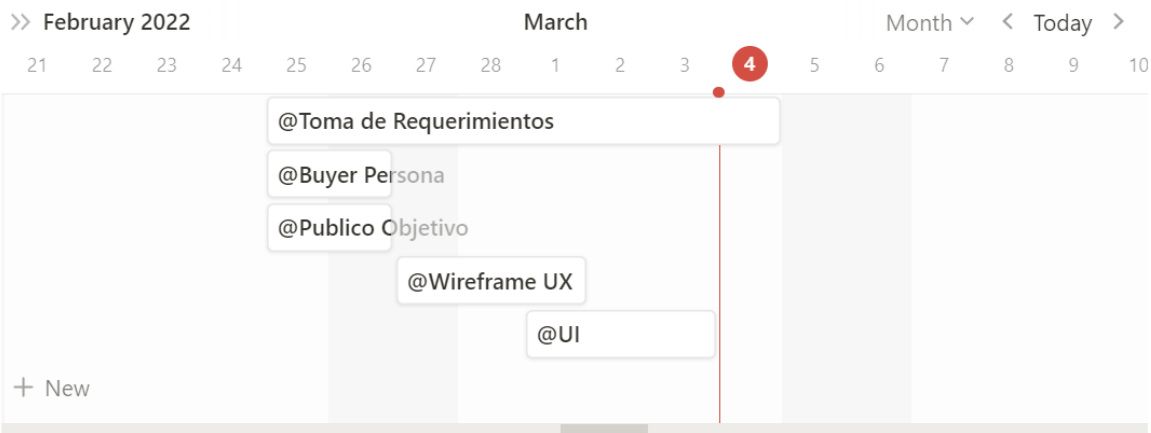 February 2022 March Month Today
21 22 23 24 25 26 27 28 1 2 3 4 5 6 7 8 9 10
@Toma de Requerimientos
@Buyer Persona
@Publico Objetivo
@Wireframe UX
@UI
+ New